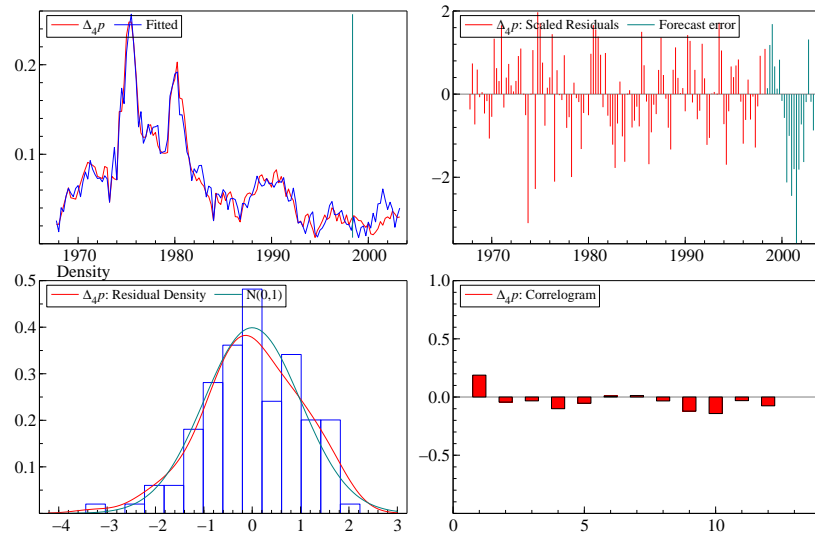 Δ₄p Fitted
0.2
0.1
1970 1980 1990 2000
Δ₄p: Scaled Residuals Forecast error
2
0
−2
1970 1980 1990 2000
Density
Δ₄p: Residual Density N(0,1)
0.5
0.4
0.3
0.2
0.1
−4 −3 −2 −1 0 1 2 3
Δ₄p: Correlogram
1.0
0.5
0.0
−0.5
0 5 10